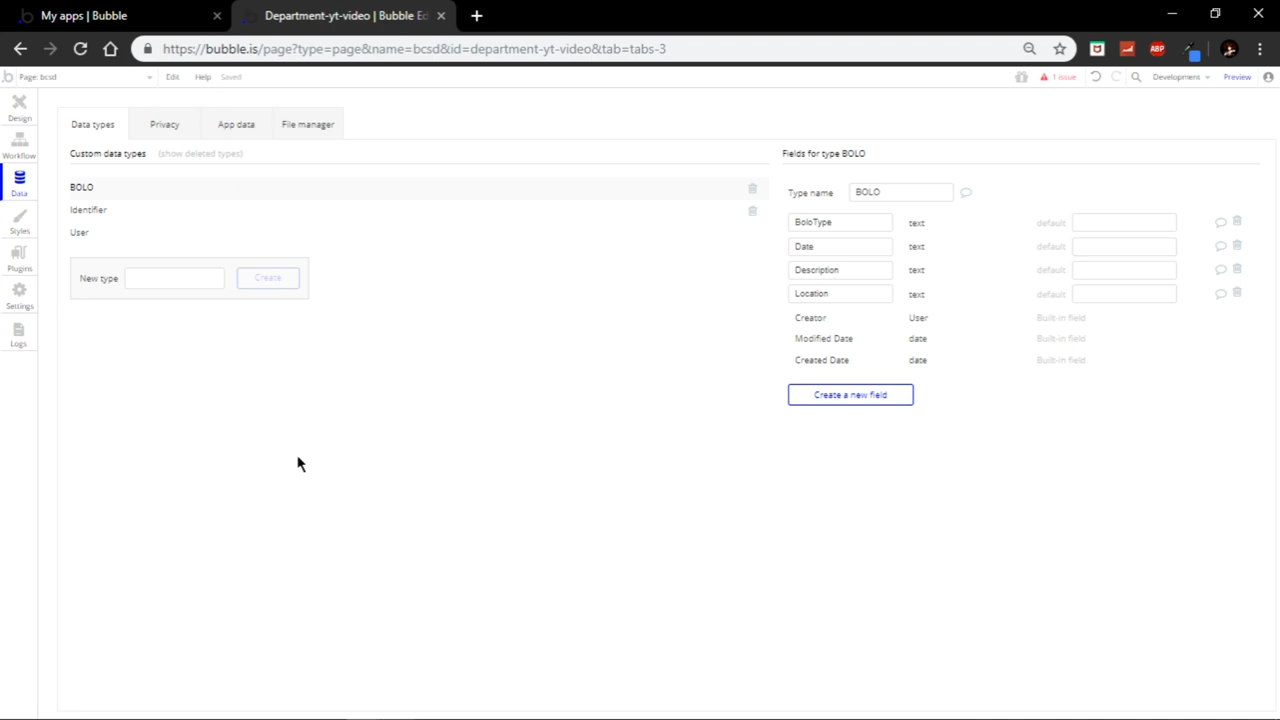 My apps | Bubble
Department-yt-video | Bubble Ed
https://bubble.is/page?type=page&name=bcsd&id=department-yt-video&tab=tabs-3
ABP
Page: bcsd
Edit
Help
Saved
1 issue
Development
Preview
Design
Workflow
Data
Styles
Plugins
Settings
Logs
Data types
Privacy
App data
File manager
Custom data types (show deleted types)
BOLO
Identifier
User
New type
Create
Fields for type BOLO
Type name BOLO
BoloType text default
Date text default
Description text default
Location text default
Creator User Built-in field
Modified Date date Built-in field
Created Date date Built-in field
Create a new field